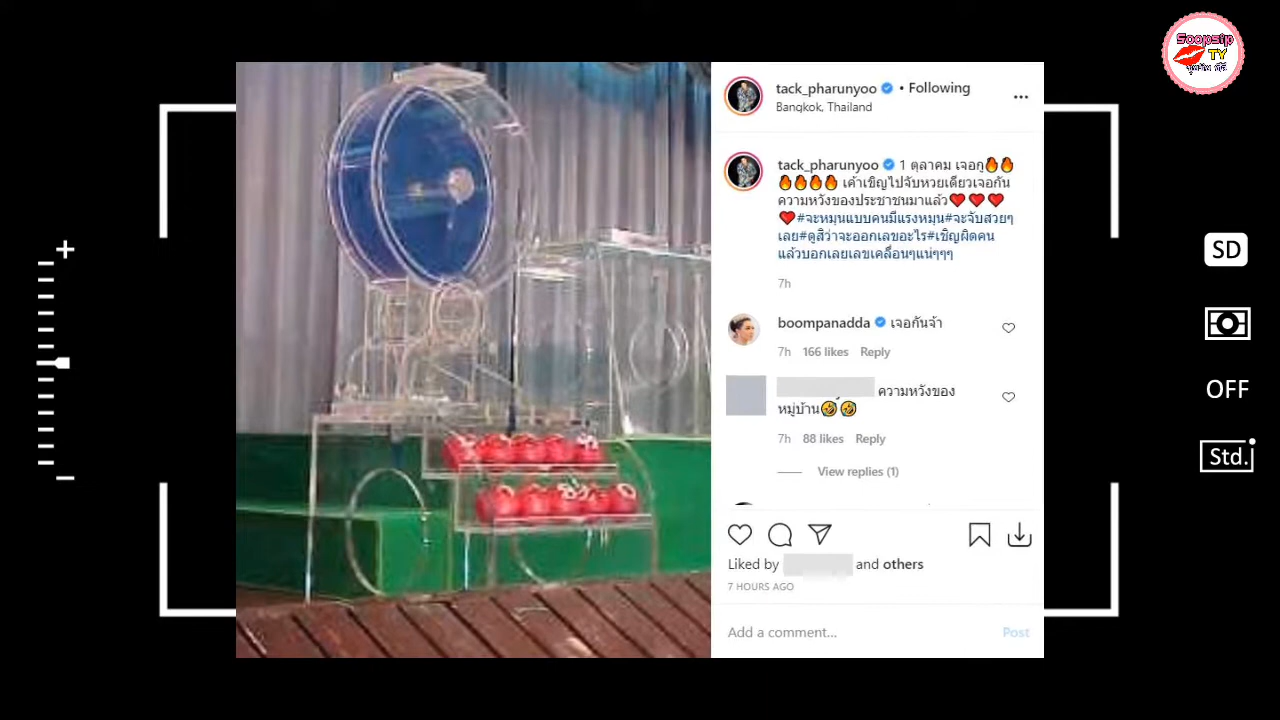 Soopsip
TV
tack_pharunyoo • Following
Bangkok, Thailand
tack_pharunyoo 1 ตุลาคม เจอกู🔥🔥
🔥🔥🔥🔥 เค้าเชิญไปจับหวยเดียวเจอกัน
ความหวังของประชาชนมาแล้ว❤️❤️❤️
❤️#จะหมุนแบบคนมีแรงหมุน#จะจับสวยๆ
เลย#ดูสิว่าจะออกเลขอะไร#เชิญผิดคน
แล้วบอกเลยเลขเคลื่อนๆแน่ๆๆๆ
7h
boompanadda เจอกันจ้า
7h 166 likes Reply
ความหวังของ
หมู่บ้าน🤣🤣
7h 88 likes Reply
View replies (1)
Liked by and others
7 HOURS AGO
Add a comment... Post
SD
OFF
Std.